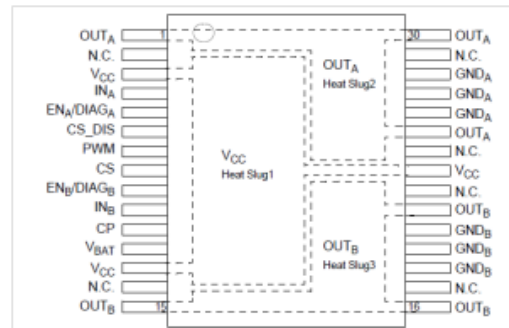 OUTA 1 30 OUTA
N.C. N.C.
VCC OUTA GNDA
INA Heat Slug2 GNDA
ENA/DIAGA GNDA
CS_DIS OUTA
PWM N.C.
CS VCC VCC
ENB/DIAGB Heat Slug1 N.C.
INB OUTB
CP GNDB
VBAT OUTB GNDB
VCC Heat Slug3 GNDB
N.C. N.C.
OUTB 15 16 OUTB